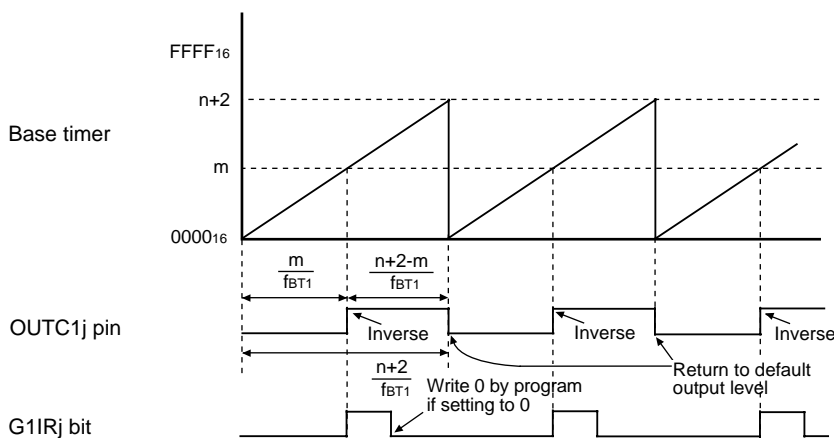 FFFF16
n+2
Base timer
m
000016
m
fBT1
n+2-m
fBT1
OUTC1j pin
Inverse
Inverse
Inverse
n+2
fBT1
Write 0 by program
if setting to 0
Return to default
output level
G1IRj bit